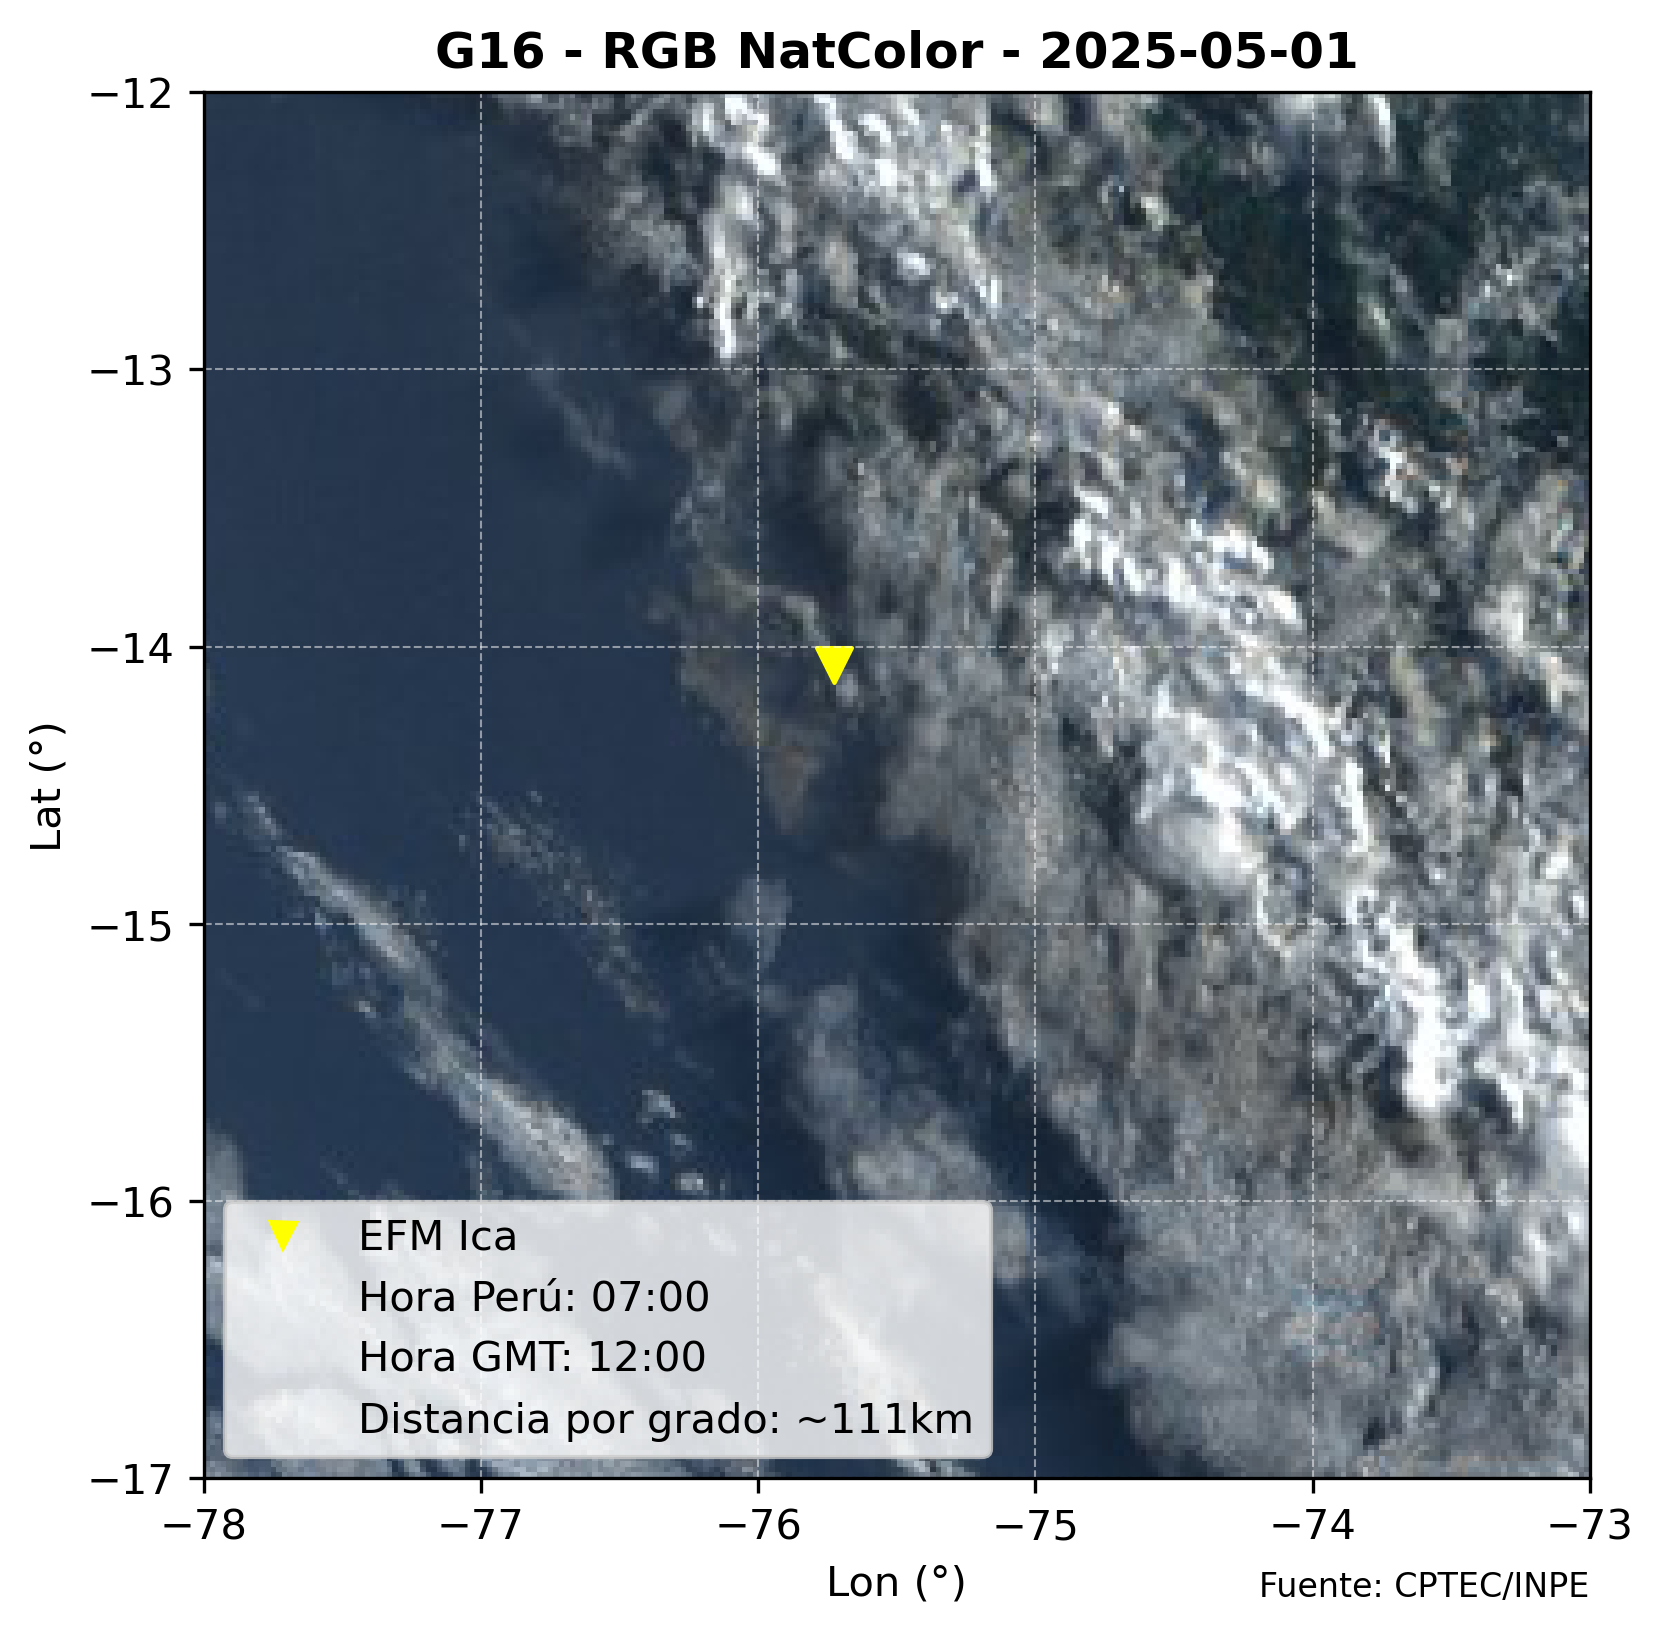 G16 - RGB NatColor - 2025-05-01
−12
−13
−14
−15
−16
−17
Lat (°)
EFM Ica
Hora Perú: 07:00
Hora GMT: 12:00
Distancia por grado: ~111km
−78 −77 −76 −75 −74 −73
Lon (°)
Fuente: CPTEC/INPE